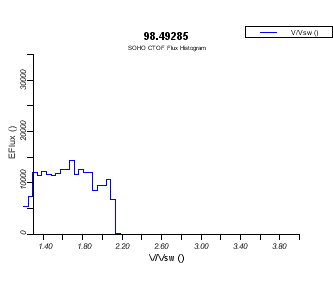 98.49285
V/Vsw ()
SOHO CTOF Flux Histogram
EFlux ()
30000
20000
10000
0
1.40 1.80 2.20 2.60 3.00 3.40 3.80
V/Vsw ()